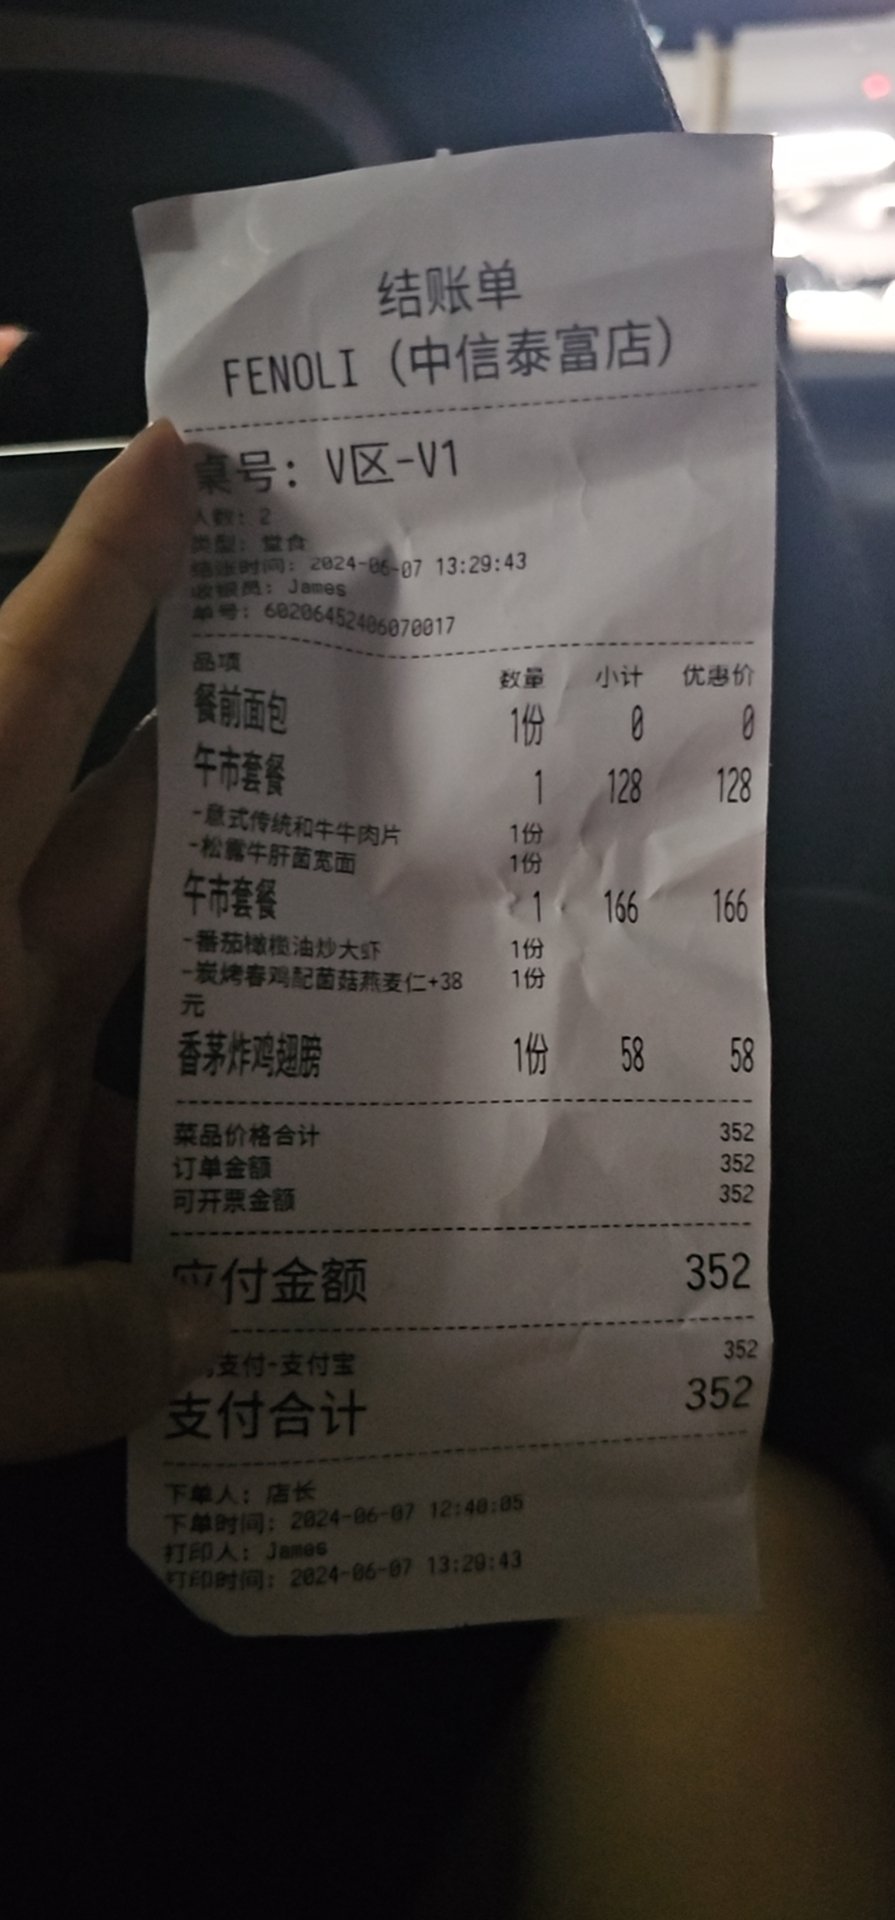 结账单
FENOLI（中信泰富店）
桌号: V区-V1
人数: 2
类型: 堂食
结账时间: 2024-06-07 13:29:43
收银员: James
单号: 60206452406070017
品项 数量 小计 优惠价
餐前面包 1份 0 0
午市套餐 1 128 128
-意式传统和牛牛肉片 1份
-松露牛肝菌宽面 1份
午市套餐 1 166 166
-番茄橄榄油炒大虾 1份
-炭烤春鸡配菌菇燕麦仁+38 1份
元
香茅炸鸡翅膀 1份 58 58
菜品价格合计 352
订单金额 352
可开票金额 352
应付金额 352
支付-支付宝 352
支付合计 352
下单人: 店长
下单时间: 2024-06-07 12:40:05
打印人: James
打印时间: 2024-06-07 13:29:43